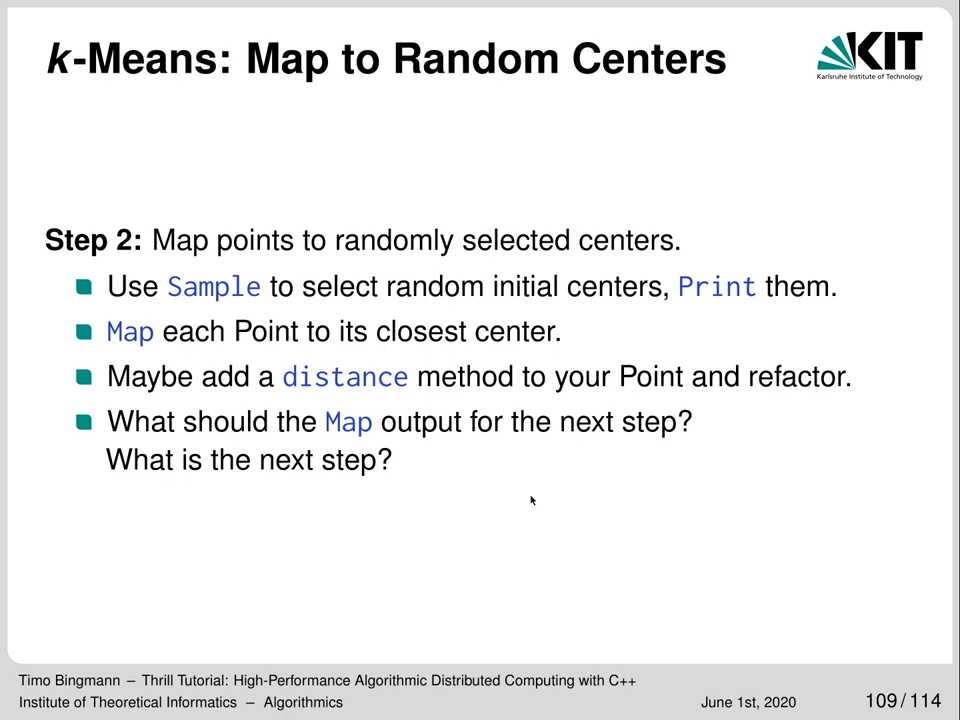 k-Means: Map to Random Centers
KIT
Karlsruhe Institute of Technology
Step 2: Map points to randomly selected centers.
Use Sample to select random initial centers, Print them.
Map each Point to its closest center.
Maybe add a distance method to your Point and refactor.
What should the Map output for the next step?
What is the next step?
Timo Bingmann – Thrill Tutorial: High-Performance Algorithmic Distributed Computing with C++
Institute of Theoretical Informatics – Algorithmics June 1st, 2020 109 / 114